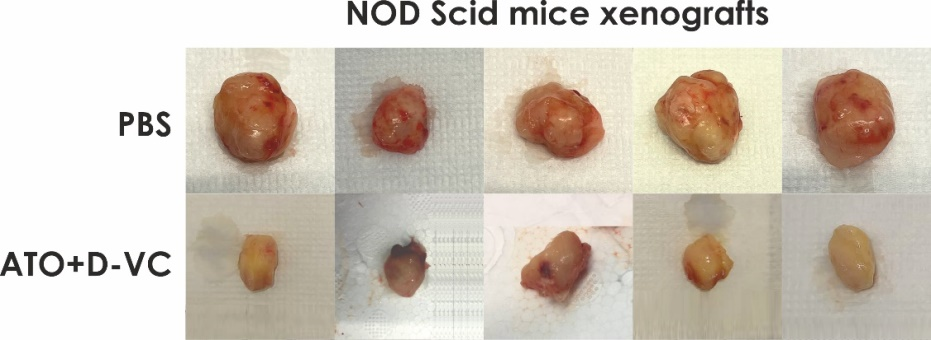 NOD Scid mice xenografts
PBS
ATO+D-VC